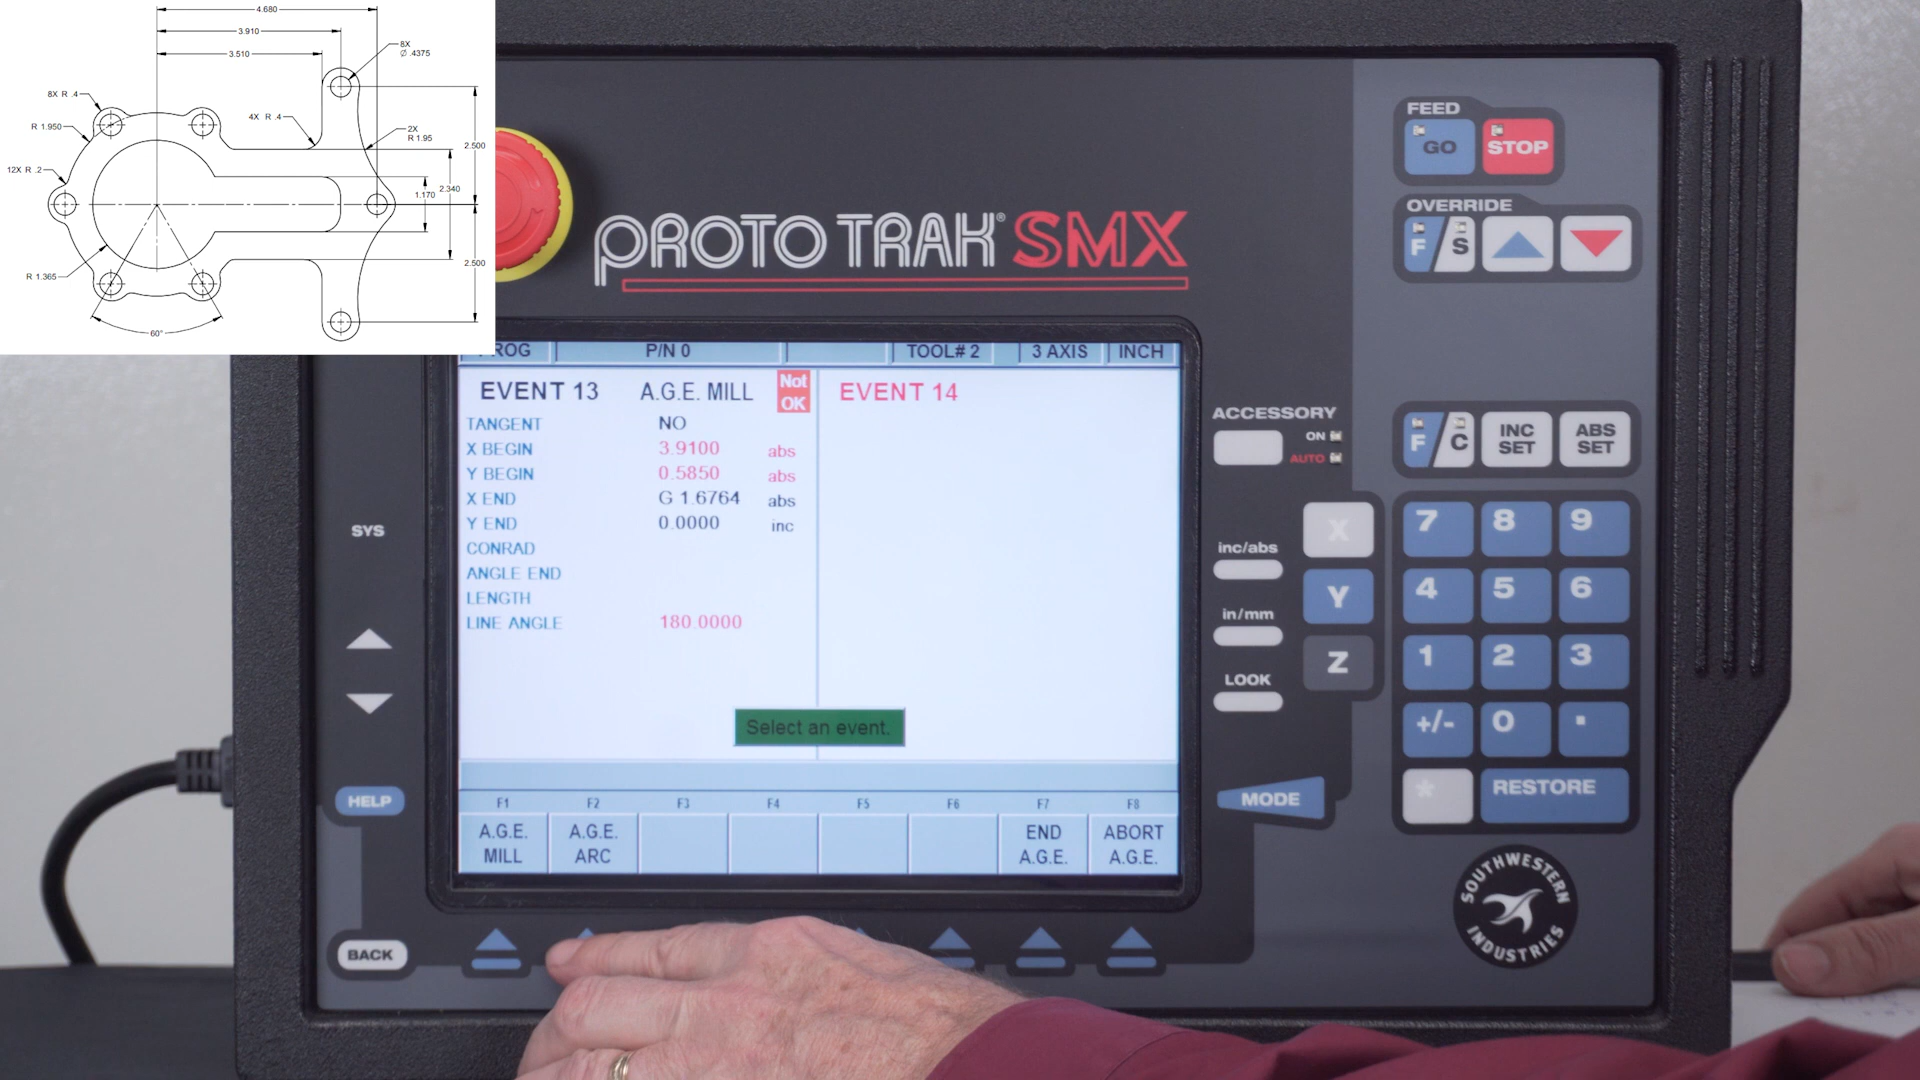 4.680
3.910
3.510
8X
Ø .4375
8X R .4
R 1.950
4X R .4
2X
R 1.95
2.500
12X R .2
1.170
2.340
R 1.365
2.500
60°
PROTO TRAK® SMX
FEED
GO
STOP
OVERRIDE
F/S
ACCESSORY
ON
AUTO
F/C
INC
SET
ABS
SET
PROG
P/N 0
TOOL# 2
3 AXIS
INCH
EVENT 13
A.G.E. MILL
Not
OK
EVENT 14
TANGENT NO
X BEGIN 3.9100 abs
Y BEGIN 0.5850 abs
X END G 1.6764 abs
Y END 0.0000 inc
CONRAD
ANGLE END
LENGTH
LINE ANGLE 180.0000
Select an event.
F1 F2 F3 F4 F5 F6 F7 F8
A.G.E.
MILL
A.G.E.
ARC
END
A.G.E.
ABORT
A.G.E.
SYS
HELP
BACK
inc/abs
in/mm
LOOK
MODE
X
Y
Z
7 8 9
4 5 6
1 2 3
+/- 0 .
* RESTORE
SOUTHWESTERN
INDUSTRIES